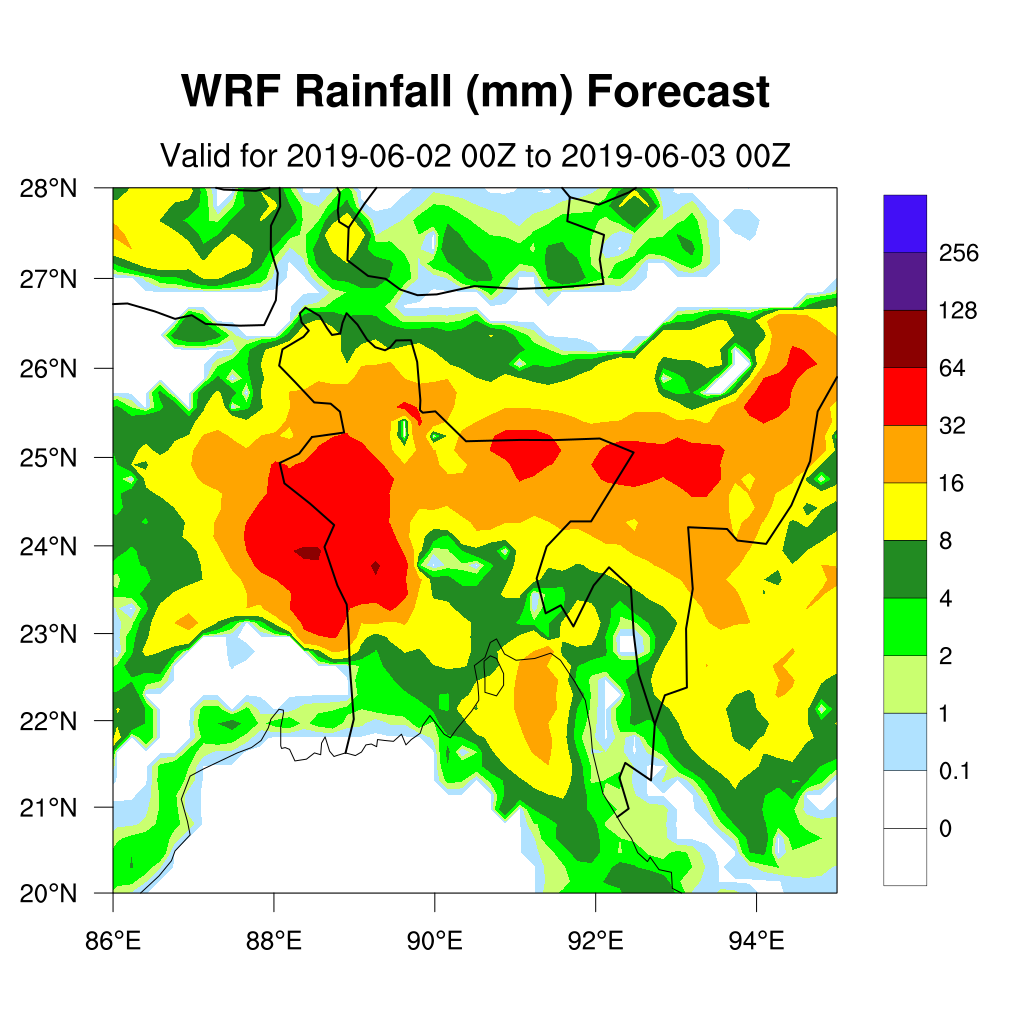 WRF Rainfall (mm) Forecast
Valid for 2019-06-02 00Z to 2019-06-03 00Z
28°N
27°N
26°N
25°N
24°N
23°N
22°N
21°N
20°N
86°E 88°E 90°E 92°E 94°E
256
128
64
32
16
8
4
2
1
0.1
0